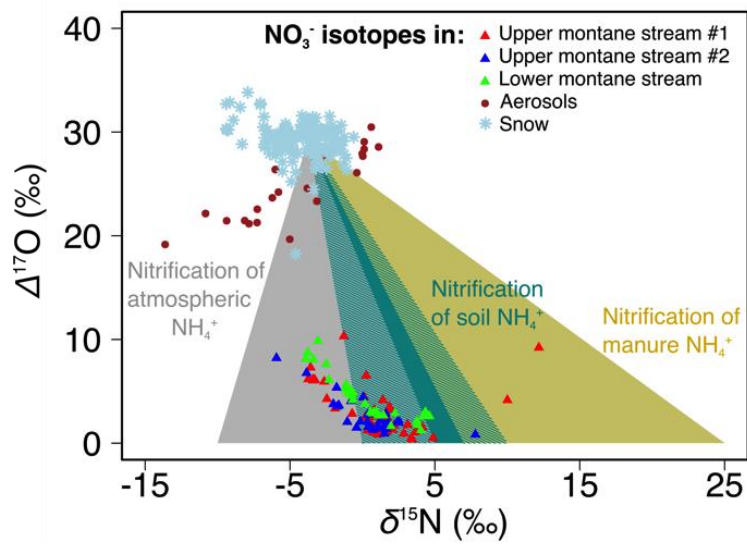 NO₃⁻ isotopes in:
Upper montane stream #1
Upper montane stream #2
Lower montane stream
Aerosols
Snow
40
30
20
10
0
Δ¹⁷O (‰)
Nitrification of
atmospheric
NH₄⁺
Nitrification
of soil NH₄⁺
Nitrification of
manure NH₄⁺
-15 -5 5 15 25
δ¹⁵N (‰)